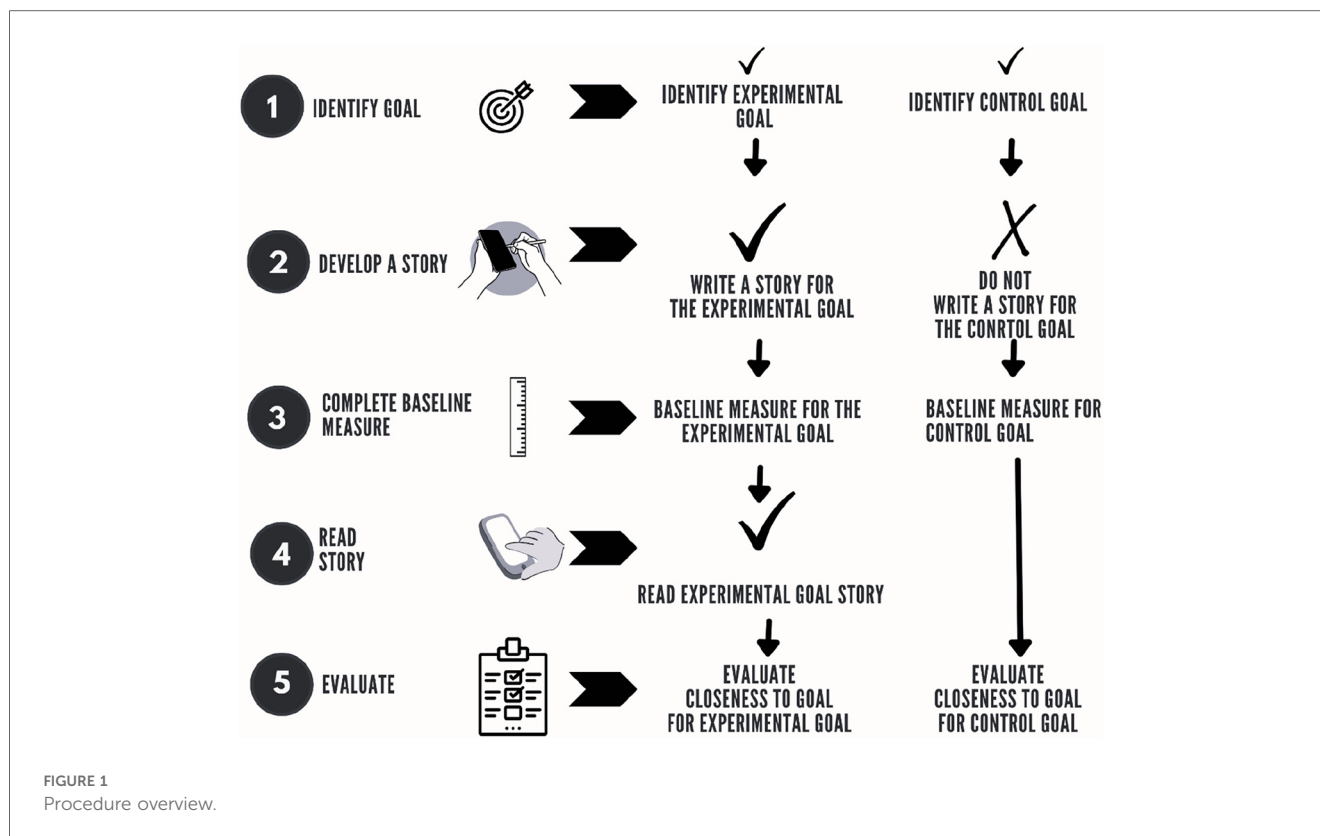 1
IDENTIFY GOAL
IDENTIFY EXPERIMENTAL
GOAL
IDENTIFY CONTROL GOAL
2
DEVELOP A STORY
WRITE A STORY FOR
THE EXPERIMENTAL GOAL
DO NOT
WRITE A STORY FOR
THE CONRTOL GOAL
3
COMPLETE BASELINE
MEASURE
BASELINE MEASURE FOR THE
EXPERIMENTAL GOAL
BASELINE MEASURE FOR
CONTROL GOAL
4
READ
STORY
READ EXPERIMENTAL GOAL STORY
5
EVALUATE
EVALUATE
CLOSENESS TO GOAL
FOR EXPERIMENTAL GOAL
EVALUATE
CLOSENESS TO GOAL
FOR CONTROL GOAL
FIGURE 1
Procedure overview.